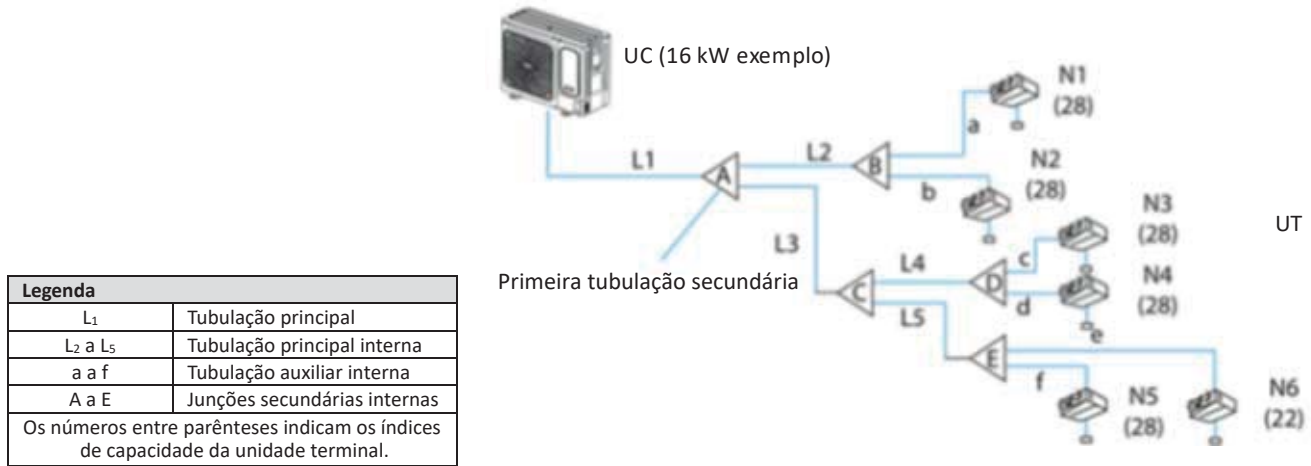 UC (16 kW exemplo)
N1
(28)
a
L1
L2
A
B
N2
(28)
b
N3
(28)
UT
L3
c
L4
D
N4
(28)
Primeira tubulação secundária
C
d
L5
e
E
f
N5
(28)
N6
(22)
Legenda
L₁ Tubulação principal
L₂ a L₅ Tubulação principal interna
a a f Tubulação auxiliar interna
A a E Junções secundárias internas
Os números entre parênteses indicam os índices
de capacidade da unidade terminal.